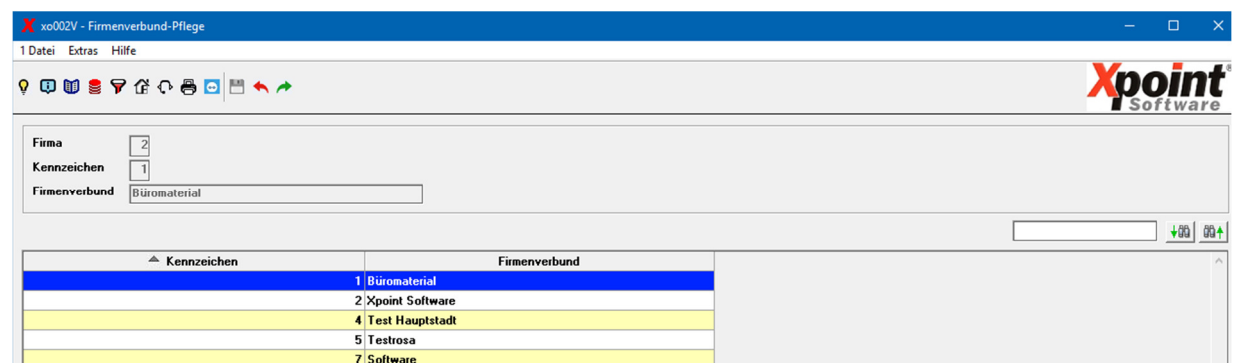 xo002V - Firmenverbund-Pflege
1 Datei Extras Hilfe
Xpoint®
Software
Firma 2
Kennzeichen 1
Firmenverbund Büromaterial
Kennzeichen Firmenverbund
1 Büromaterial
2 Xpoint Software
4 Test Hauptstadt
5 Testrosa
7 Software